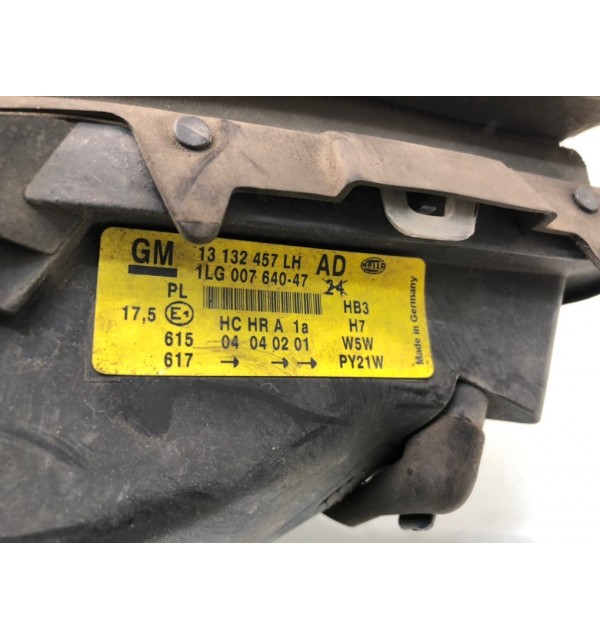 GM 13 132 457 LH AD HELLA
1LG 007 640-47 24
PL HB3
17,5 E1 HC HR A 1a H7
615 04 04 02 01 W5W
617 → → → PY21W
Made in Germany